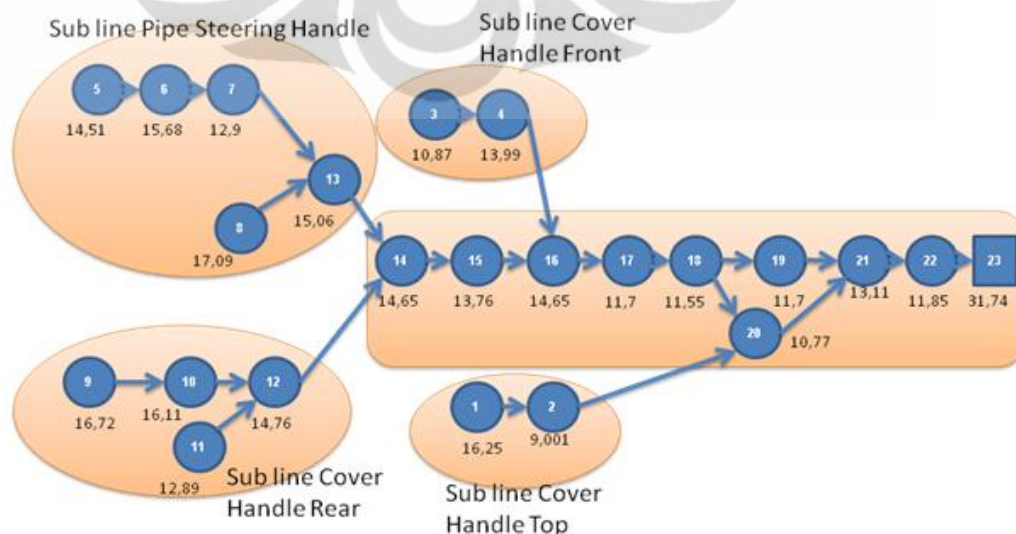 Sub line Pipe Steering Handle
Sub line Cover
Handle Front
5 6 7
14,51 15,68 12,9
3 4
10,87 13,99
13
15,06
8
17,09
14 15 16 17 18 19 21 22 23
14,65 13,76 14,65 11,7 11,55 11,7 13,11 11,85 31,74
20
10,77
9 10 12
16,72 16,11 14,76
11
12,89
1 2
16,25 9,001
Sub line Cover
Handle Rear
Sub line Cover
Handle Top